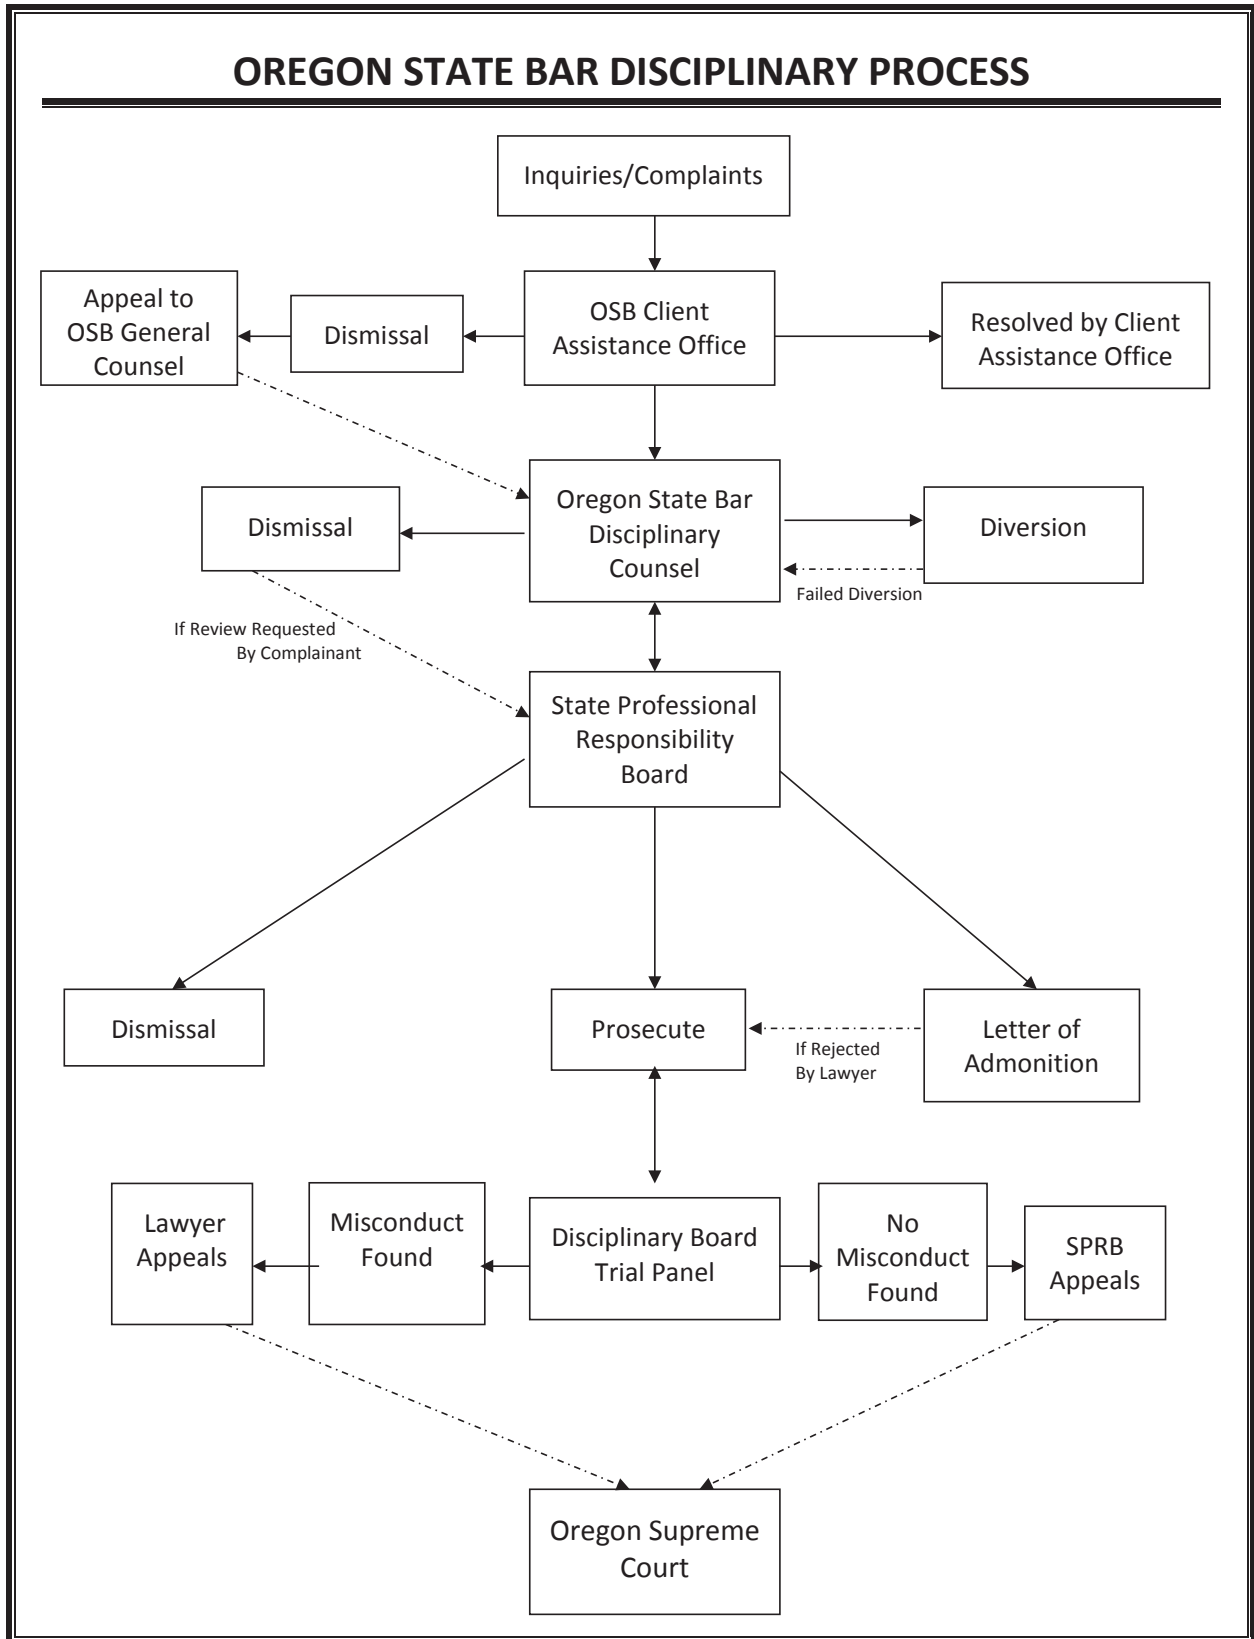 OREGON STATE BAR DISCIPLINARY PROCESS
Inquiries/Complaints
Appeal to
OSB General
Counsel
Dismissal
OSB Client
Assistance Office
Resolved by Client
Assistance Office
Dismissal
Oregon State Bar
Disciplinary
Counsel
Diversion
Failed Diversion
If Review Requested
By Complainant
State Professional
Responsibility
Board
Dismissal
Prosecute
If Rejected
By Lawyer
Letter of
Admonition
Lawyer
Appeals
Misconduct
Found
Disciplinary Board
Trial Panel
No
Misconduct
Found
SPRB
Appeals
Oregon Supreme
Court